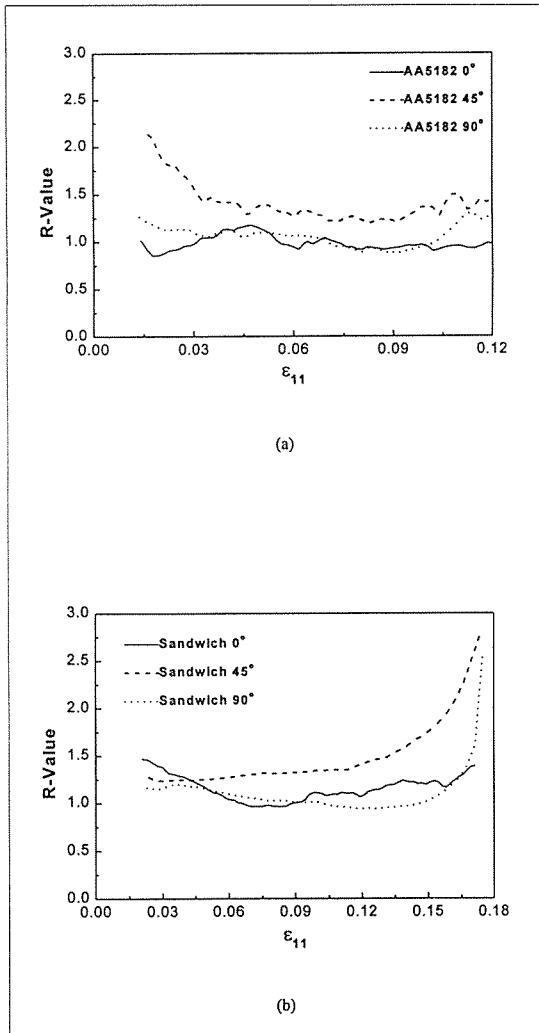 3.0
2.5
2.0
1.5
1.0
0.5
0.0
R-Value
AA5182 0°
AA5182 45°
AA5182 90°
0.00 0.03 0.06 0.09 0.12
ε11
(a)
3.0
2.5
2.0
1.5
1.0
0.5
0.0
R-Value
Sandwich 0°
Sandwich 45°
Sandwich 90°
0.00 0.03 0.06 0.09 0.12 0.15 0.18
ε11
(b)